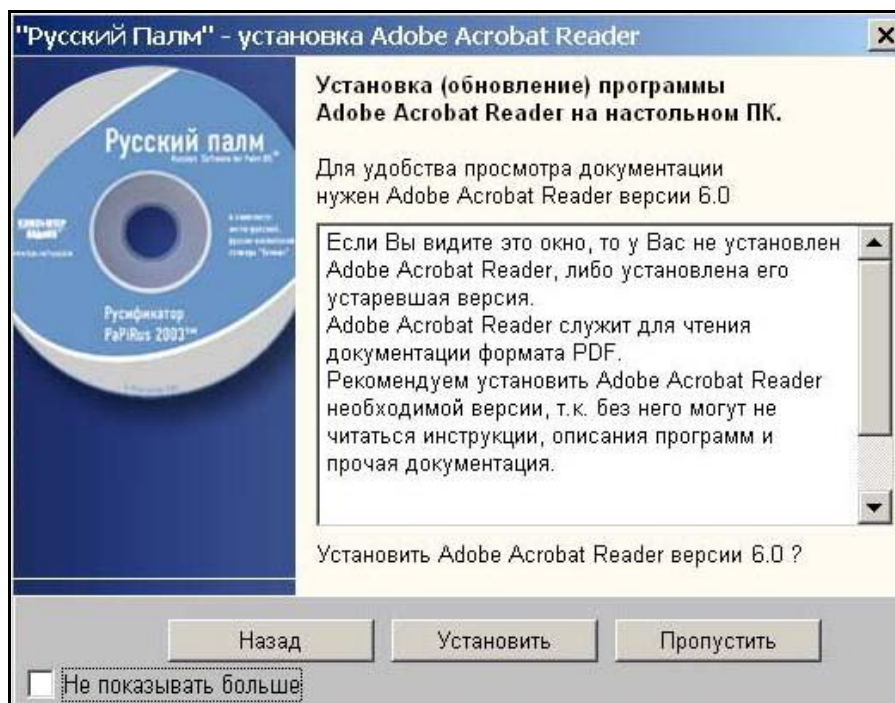 "Русский Палм" - установка Adobe Acrobat Reader
Русский палм
Русификатор
PaPiRus 2003™
Установка (обновление) программы
Adobe Acrobat Reader на настольном ПК.
Для удобства просмотра документации
нужен Adobe Acrobat Reader версии 6.0
Если Вы видите это окно, то у Вас не установлен
Adobe Acrobat Reader, либо установлена его
устаревшая версия.
Adobe Acrobat Reader служит для чтения
документации формата PDF.
Рекомендуем установить Adobe Acrobat Reader
необходимой версии, т.к. без него могут не
читаться инструкции, описания программ и
прочая документация.
Установить Adobe Acrobat Reader версии 6.0 ?
Назад
Установить
Пропустить
Не показывать больше